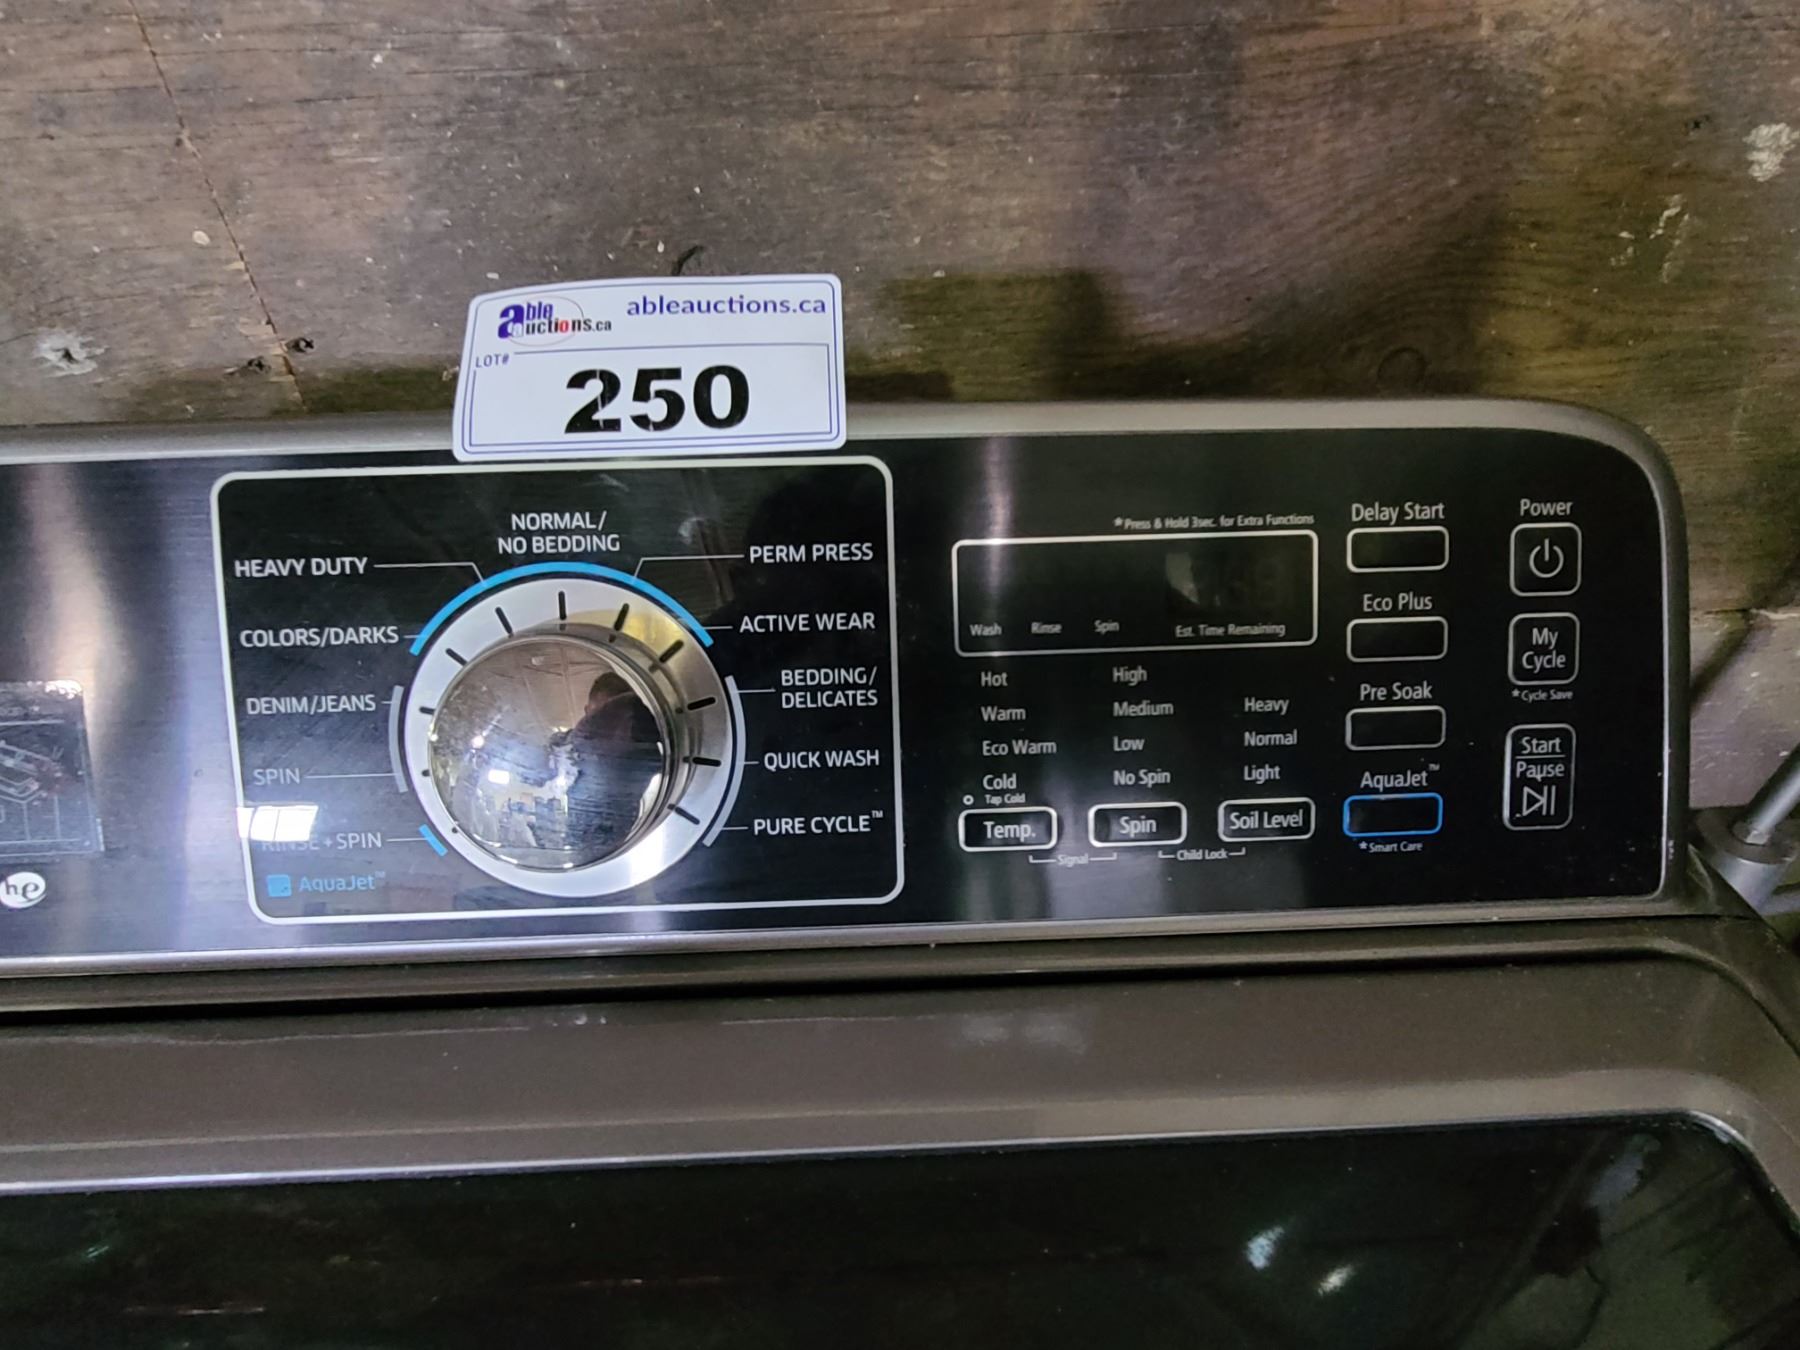 able
auctions.ca
ableauctions.ca
LOT#
250
NORMAL/
NO BEDDING
HEAVY DUTY
PERM PRESS
COLORS/DARKS
ACTIVE WEAR
DENIM/JEANS
BEDDING/
DELICATES
SPIN
QUICK WASH
RINSE+SPIN
PURE CYCLE™
AquaJet™
he
*Press & Hold 3sec. for Extra Functions
Wash Rinse Spin Est. Time Remaining
Hot
Warm
Eco Warm
Cold
Tap Cold
Temp.
High
Medium
Low
No Spin
Spin
Heavy
Normal
Light
Soil Level
Signal
Child Lock
Delay Start
Eco Plus
Pre Soak
AquaJet™
*Smart Care
Power
My
Cycle
*Cycle Save
Start
Pause